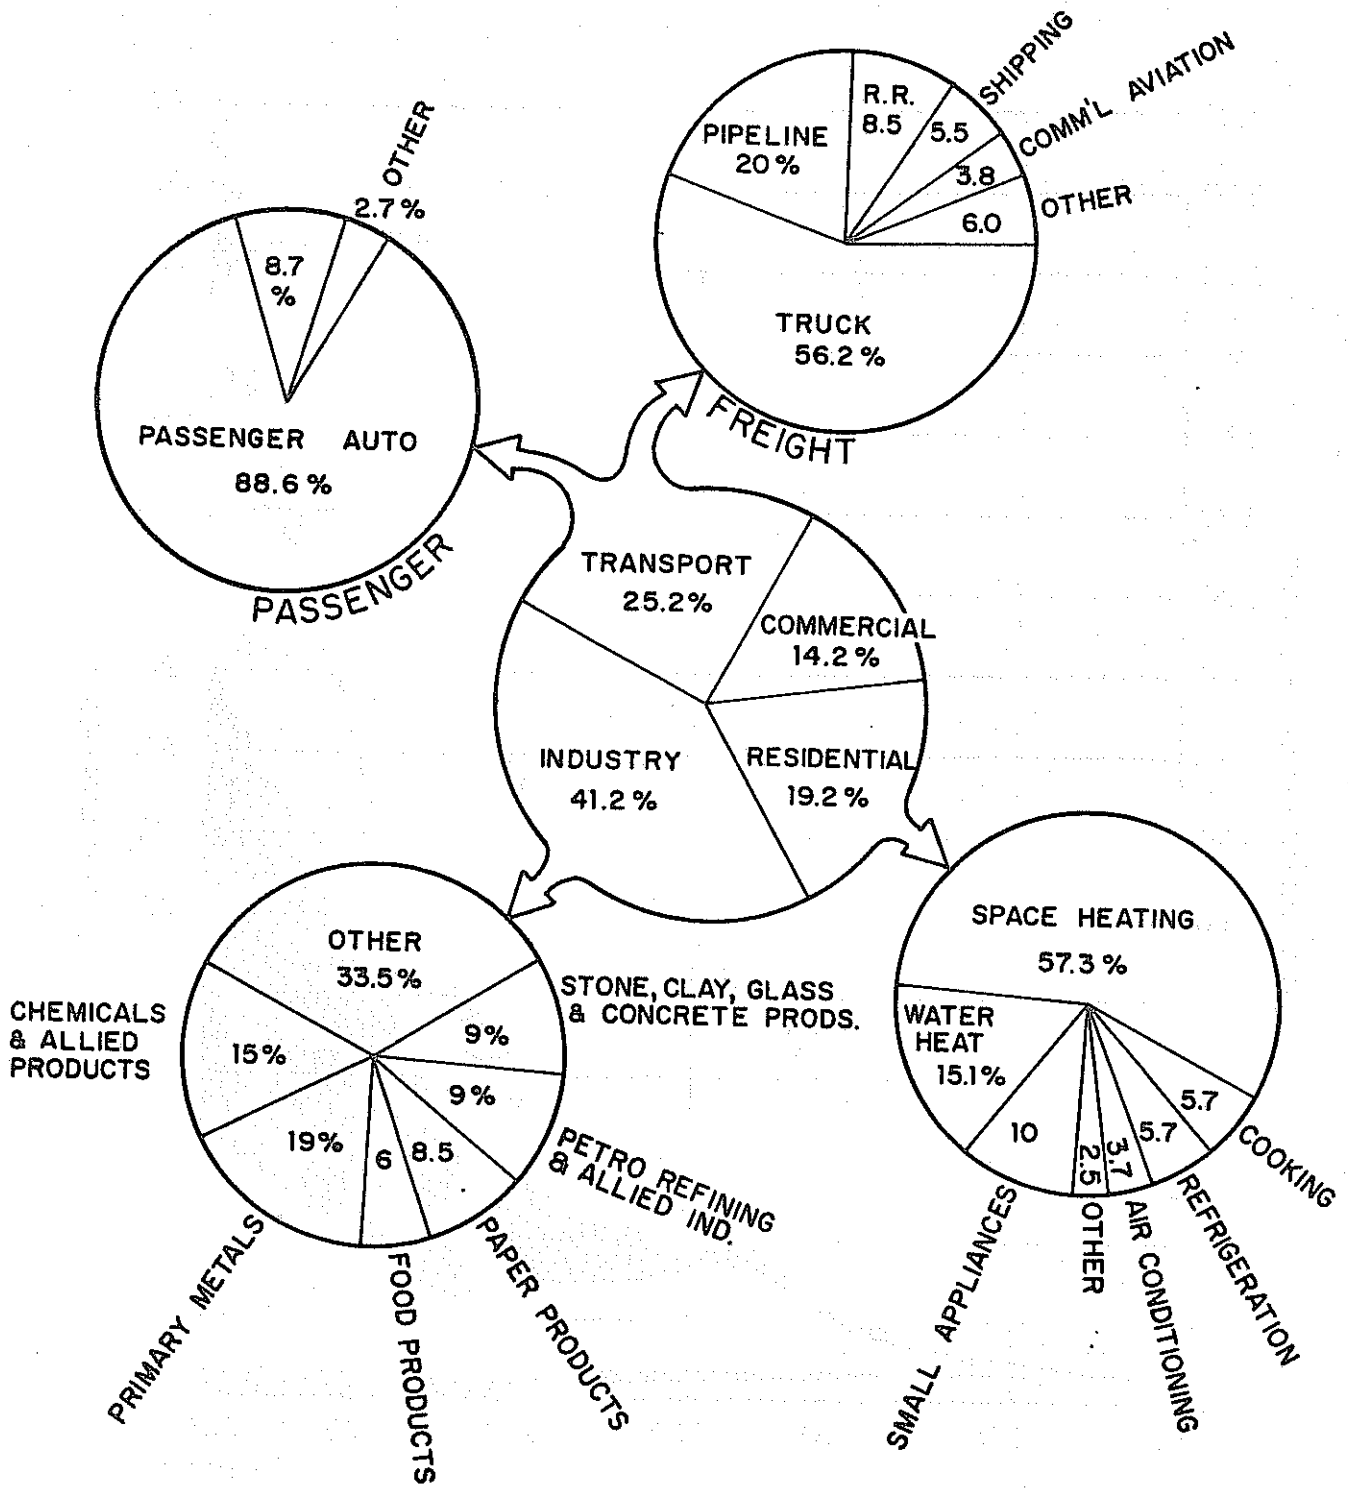 SHIPPING
COMM'L AVIATION
R.R.
8.5
5.5
3.8
OTHER
6.0
PIPELINE
20%
TRUCK
56.2%
FREIGHT
OTHER
2.7%
8.7
%
PASSENGER AUTO
88.6%
PASSENGER
TRANSPORT
25.2%
COMMERCIAL
14.2%
INDUSTRY
41.2%
RESIDENTIAL
19.2%
OTHER
33.5%
STONE, CLAY, GLASS
& CONCRETE PRODS.
9%
CHEMICALS
& ALLIED
PRODUCTS
15%
9%
PETRO REFINING
& ALLIED IND.
19%
6
8.5
PRIMARY METALS
FOOD PRODUCTS
PAPER PRODUCTS
SPACE HEATING
57.3%
WATER
HEAT
15.1%
10
2.5
3.7
5.7
5.7
SMALL APPLIANCES
OTHER
AIR CONDITIONING
REFRIGERATION
COOKING